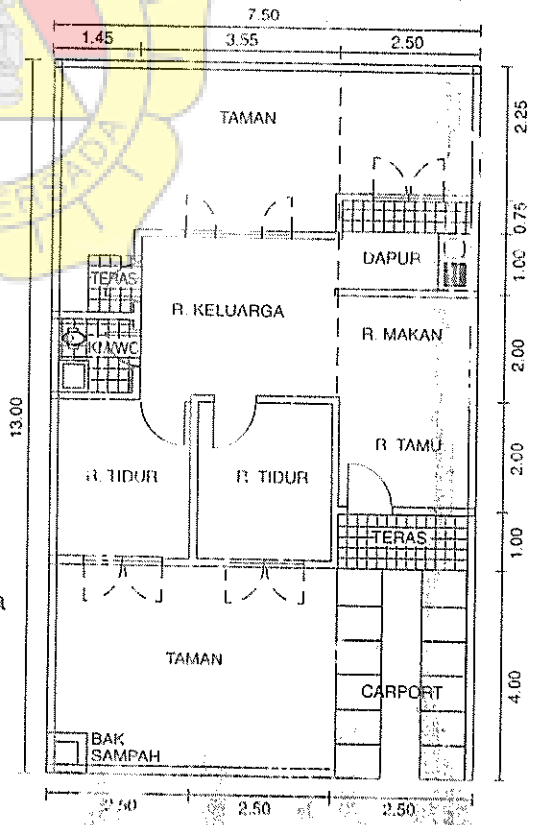 7.50
1.45 3.55 2.50
TAMAN
2.25
0.75
DAPUR
1.00
TERAS
R. KELUARGA
R. MAKAN
KM/WC
2.00
13.00
R. TAMU
R. TIDUR R. TIDUR
2.00
TERAS
1.00
TAMAN
CARPORT
4.00
BAK
SAMPAH
2.50 2.50 2.50